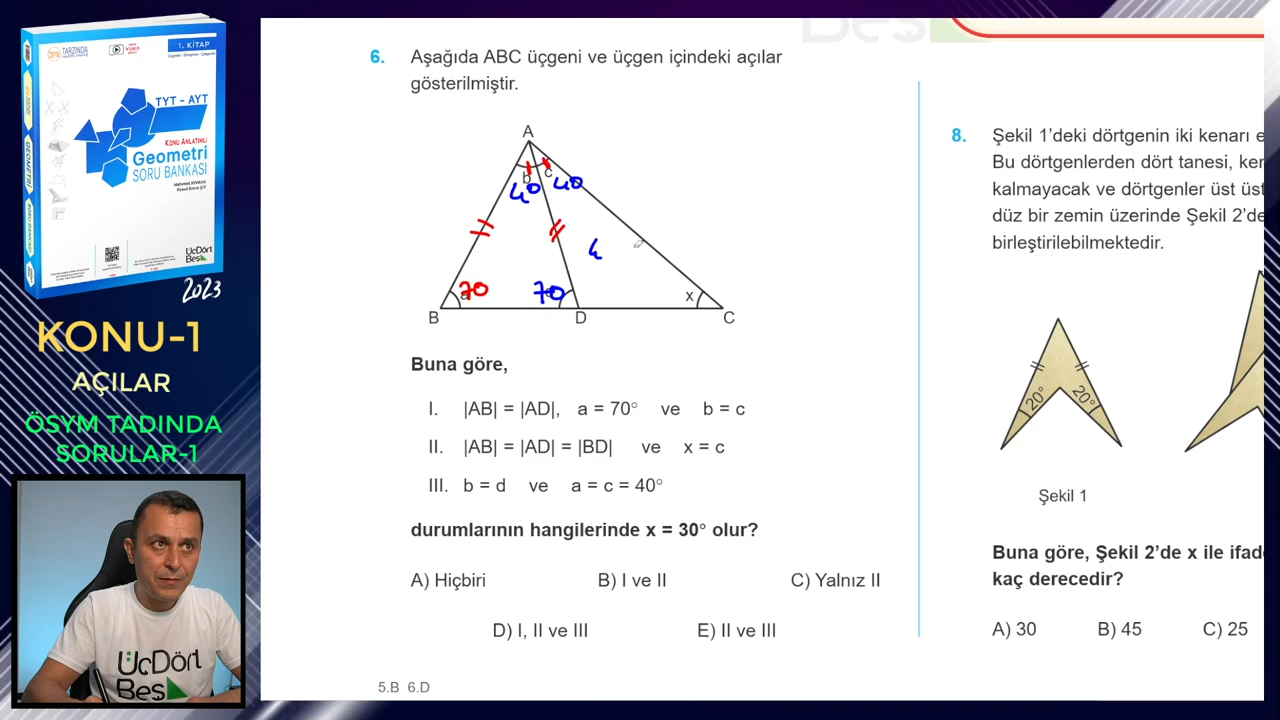 1. KİTAP
TARZINDA
TYT - AYT
KONU ANLATIMLI
Geometri
SORU BANKASI
ÜçDört
Beş
2023
KONU-1
AÇILAR
ÖSYM TADINDA
SORULAR-1
ÜçDört
Beş
6. Aşağıda ABC üçgeni ve üçgen içindeki açılar
gösterilmiştir.
A
b c
40 40
4
70 70
a x
B D C
Buna göre,
I. |AB| = |AD|, a = 70° ve b = c
II. |AB| = |AD| = |BD| ve x = c
III. b = d ve a = c = 40°
durumlarının hangilerinde x = 30° olur?
A) Hiçbiri B) I ve II C) Yalnız II
D) I, II ve III E) II ve III
5.B 6.D
8. Şekil 1'deki dörtgenin iki kenarı e
Bu dörtgenlerden dört tanesi, ker
kalmayacak ve dörtgenler üst üst
düz bir zemin üzerinde Şekil 2'de
birleştirilebilmektedir.
20° 20°
Şekil 1
Buna göre, Şekil 2'de x ile ifad
kaç derecedir?
A) 30 B) 45 C) 25